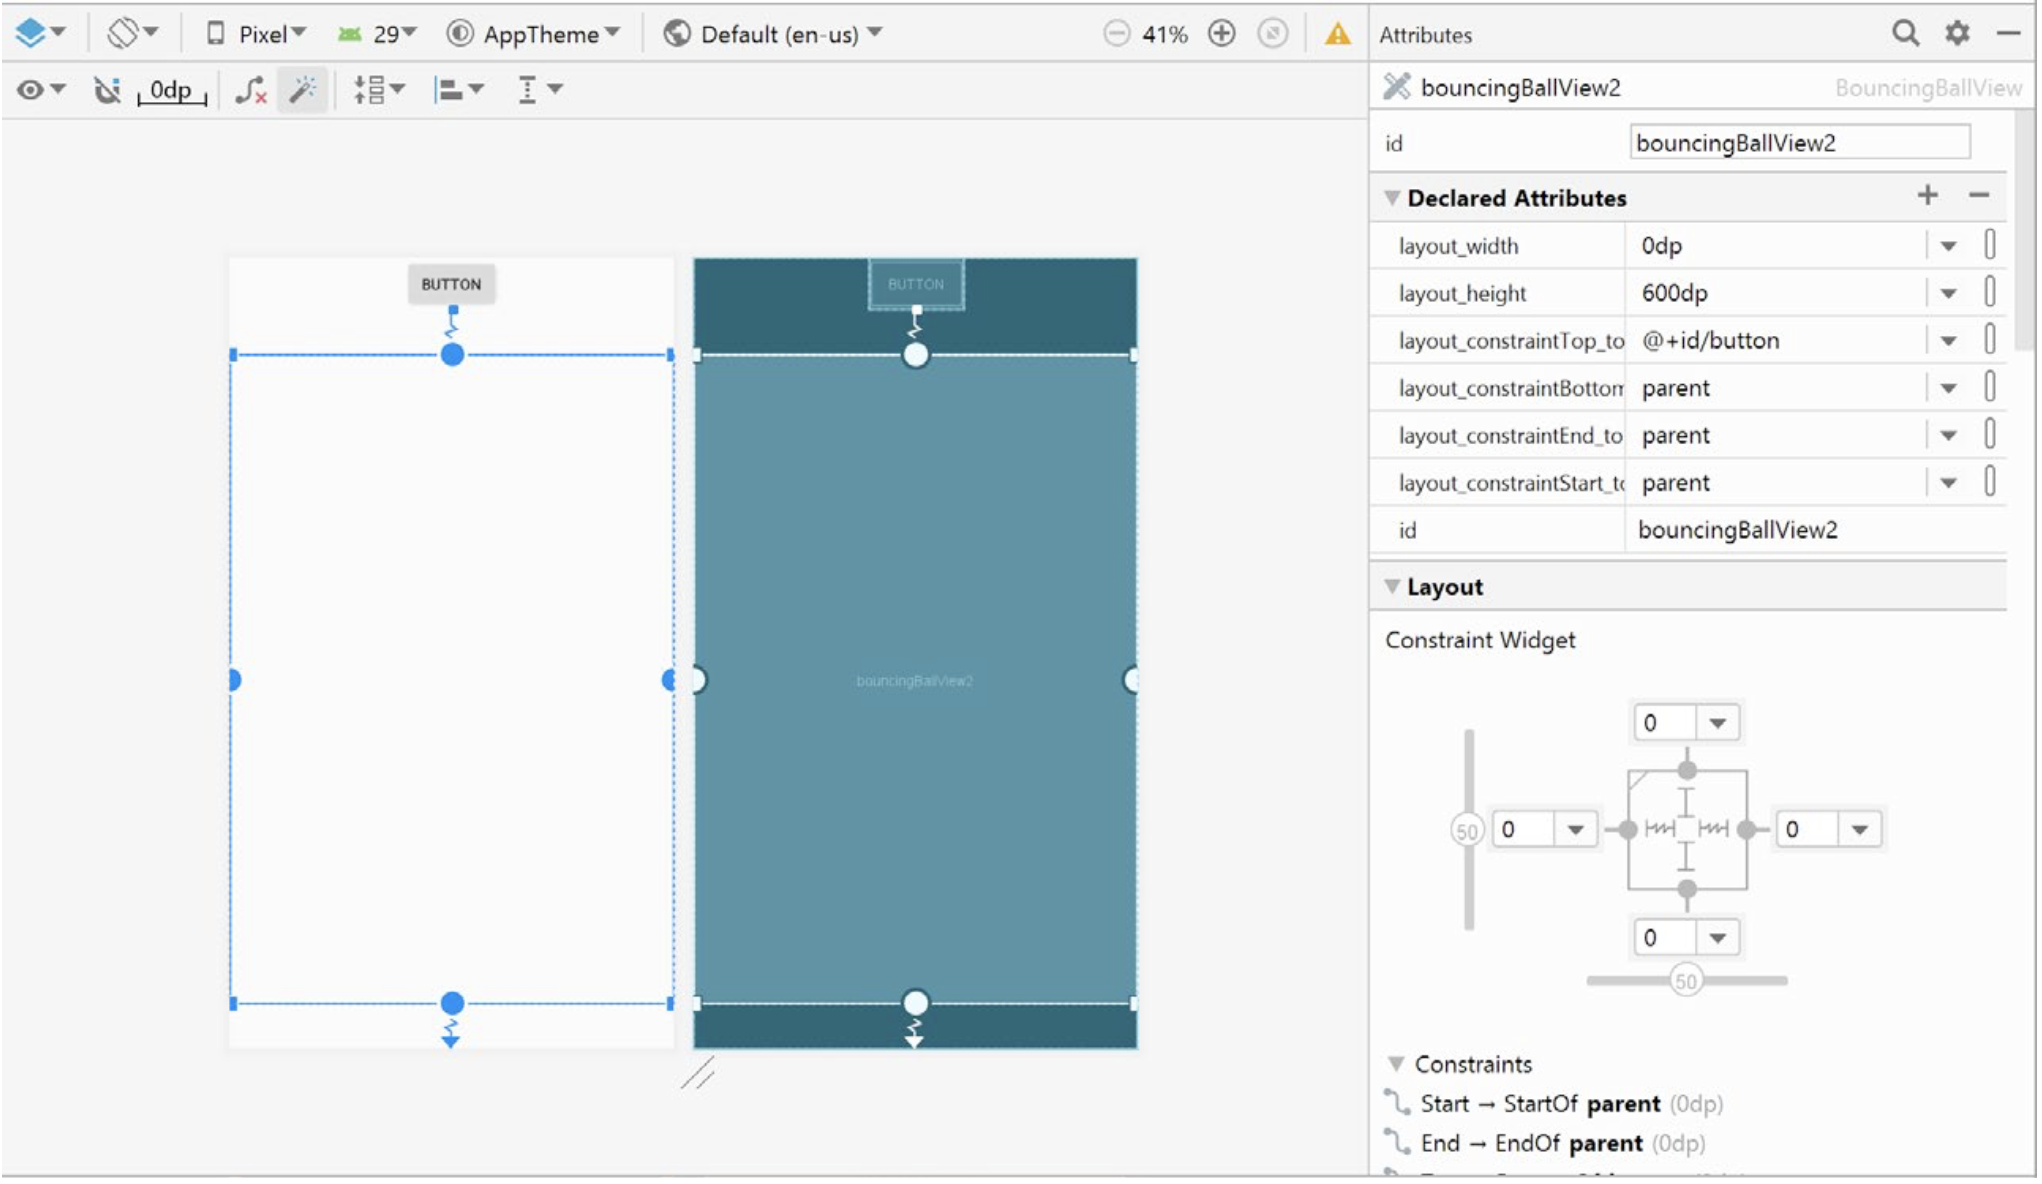 Pixel 29 AppTheme Default (en-us) 41%
Attributes
0dp
bouncingBallView2 BouncingBallView
id bouncingBallView2
Declared Attributes
layout_width 0dp
layout_height 600dp
layout_constraintTop_to @+id/button
layout_constraintBottom parent
layout_constraintEnd_to parent
layout_constraintStart_to parent
id bouncingBallView2
Layout
Constraint Widget
0
50 0 0
0
50
Constraints
Start → StartOf parent (0dp)
End → EndOf parent (0dp)
BUTTON
BUTTON
bouncingBallView2